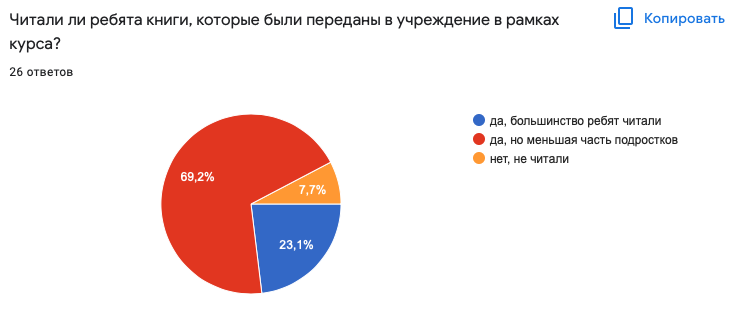 Читали ли ребята книги, которые были переданы в учреждение в рамках
курса?
Копировать
26 ответов
да, большинство ребят читали
да, но меньшая часть подростков
нет, не читали
69,2%
7,7%
23,1%